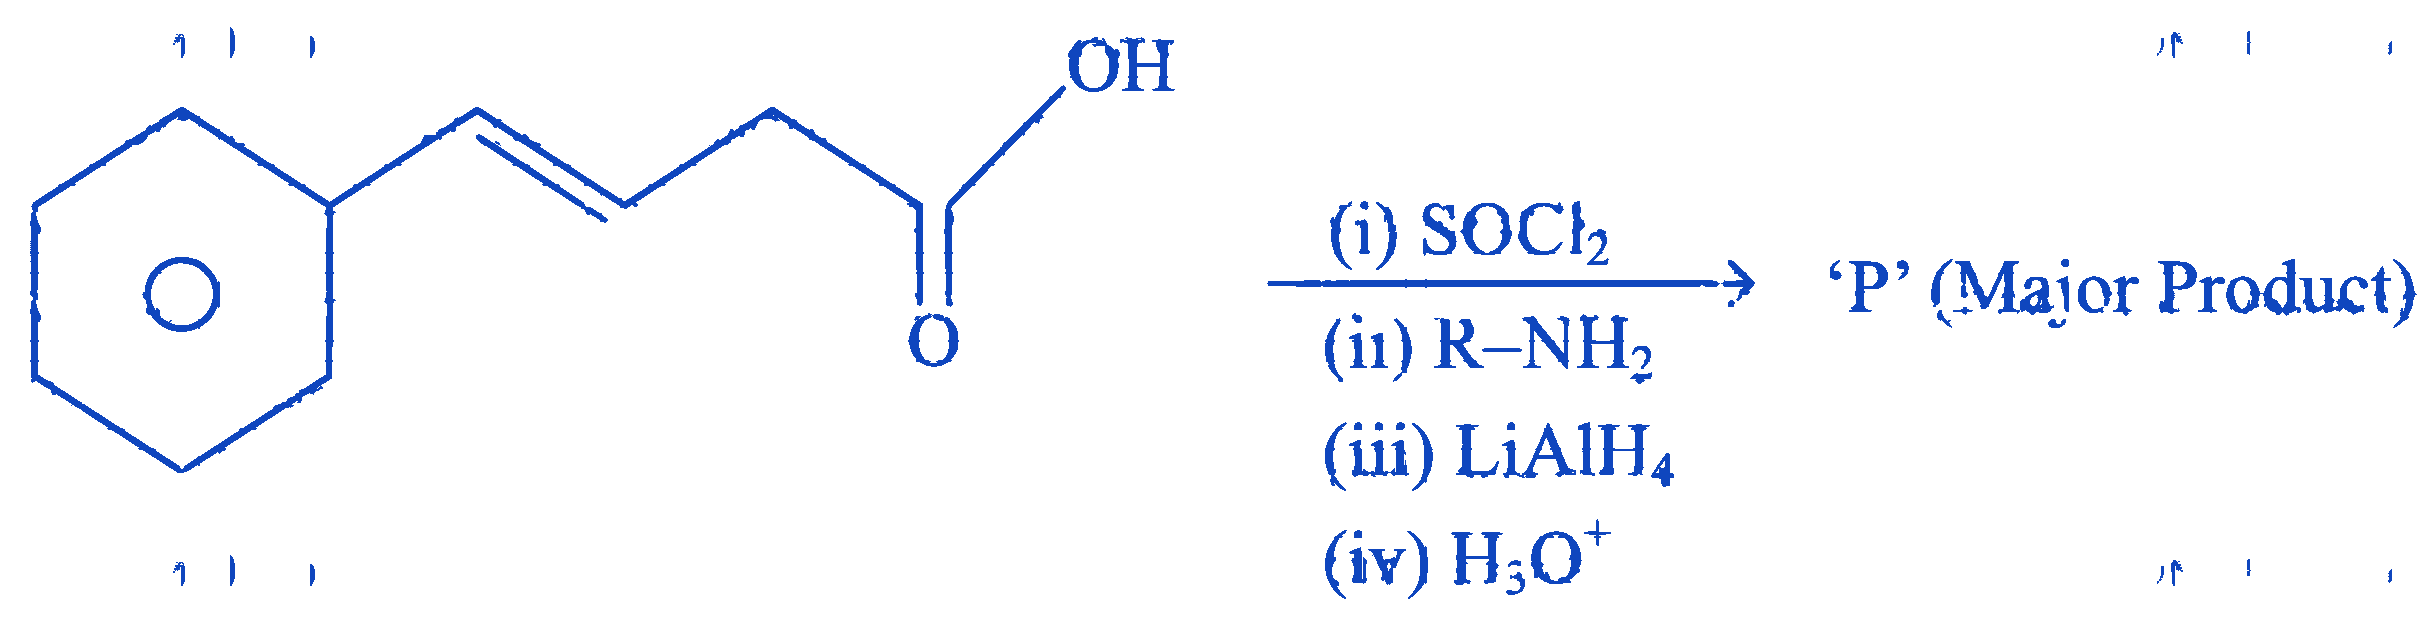 OH
O
(i) SOCl₂
(ii) R–NH₂
(iii) LiAlH₄
(iv) H₃O⁺
‘P’ (Major Product)